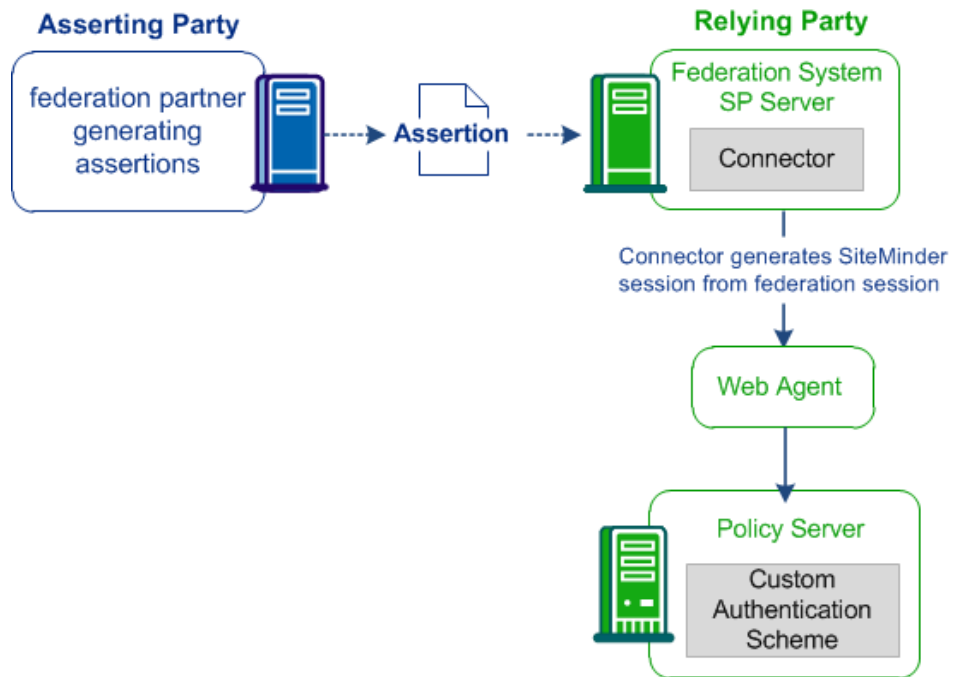 Asserting Party
federation partner
generating
assertions
Assertion
Relying Party
Federation System
SP Server
Connector
Connector generates SiteMinder
session from federation session
Web Agent
Policy Server
Custom
Authentication
Scheme